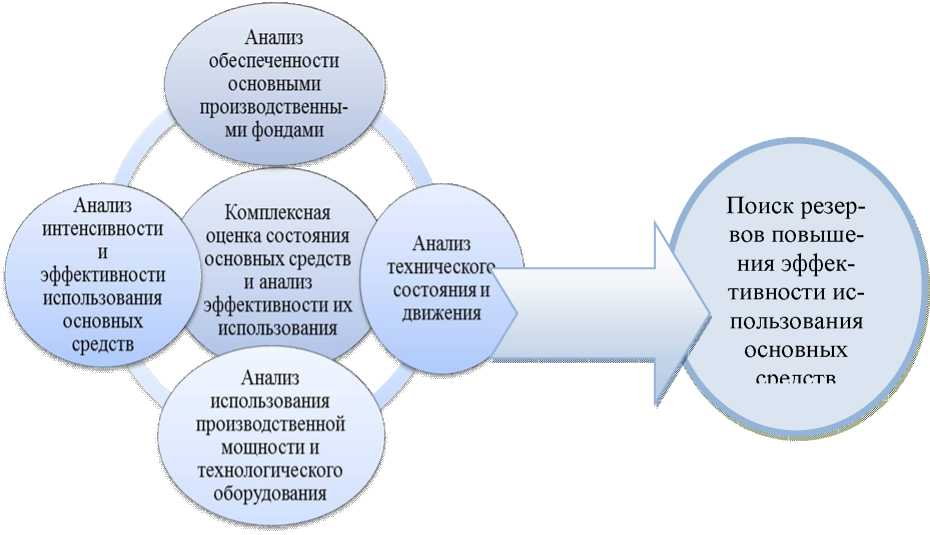 Анализ
обеспеченности
основными
производственны-
ми фондами
Анализ
интенсивности
и
эффективности
использования
основных
средств
Комплексная
оценка состояния
основных средств
и анализ
эффективности их
использования
Анализ
технического
состояния и
движения
Анализ
использования
производственной
мощности и
технологического
оборудования
Поиск резер-
вов повыше-
ния эффек-
тивности ис-
пользования
основных
средств